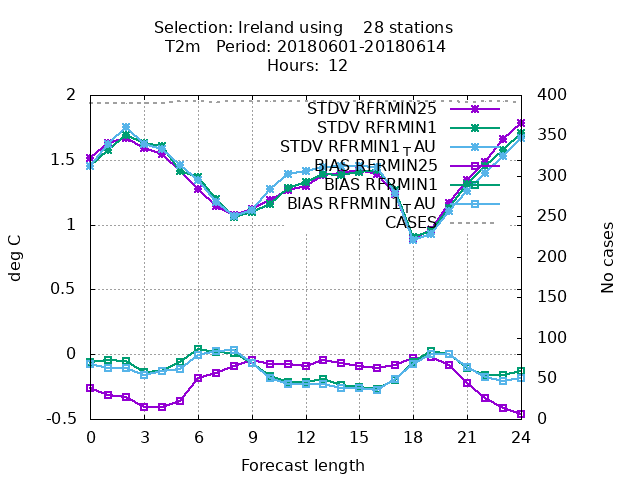 Selection: Ireland using    28 stations
T2m   Period: 20180601-20180614
Hours:  12
2
1.5
1
0.5
0
-0.5
deg C
400
350
300
250
200
150
100
50
0
No cases
STDV RFRMIN25
STDV RFRMIN1
STDV RFRMIN1_T AU
BIAS RFRMIN25
BIAS RFRMIN1
BIAS RFRMIN1_T AU
CASES
0 3 6 9 12 15 18 21 24
Forecast length